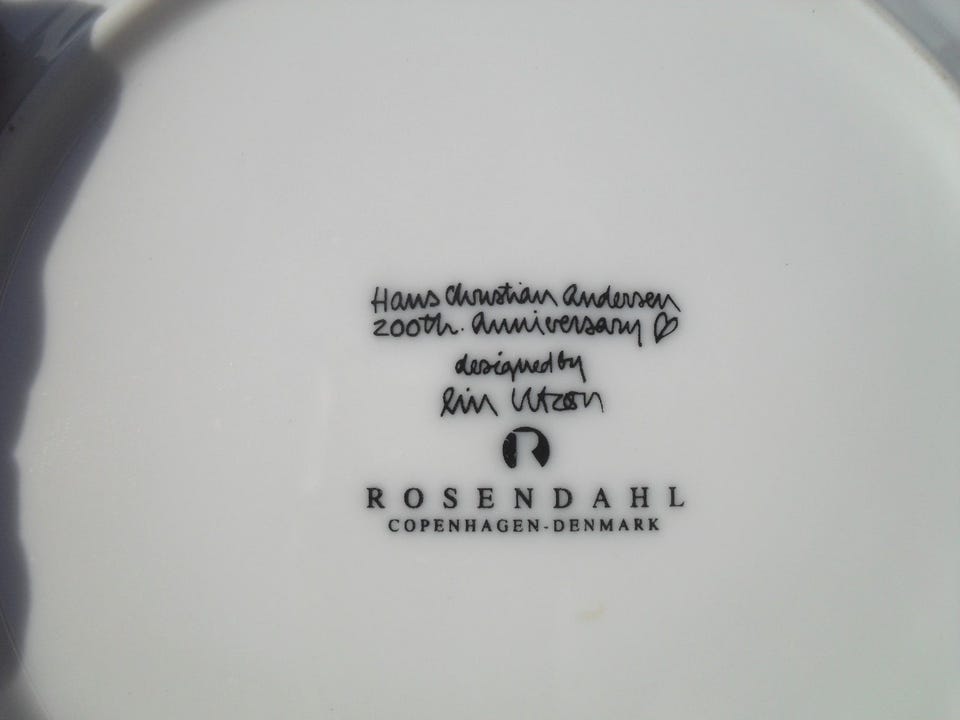 Hans Christian Andersen
200th. Anniversary ♡
designed by
Lin Utzon
R
ROSENDAHL
COPENHAGEN-DENMARK